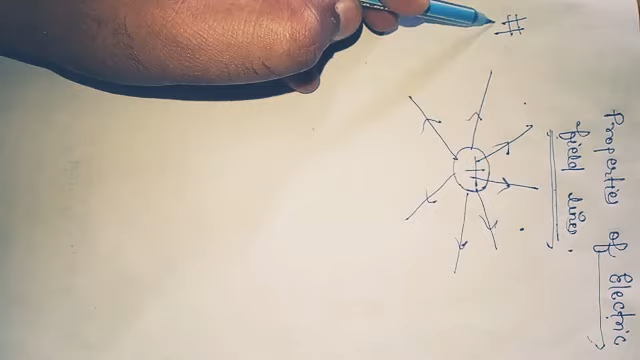 Properties of Electric
field lines.
#
+